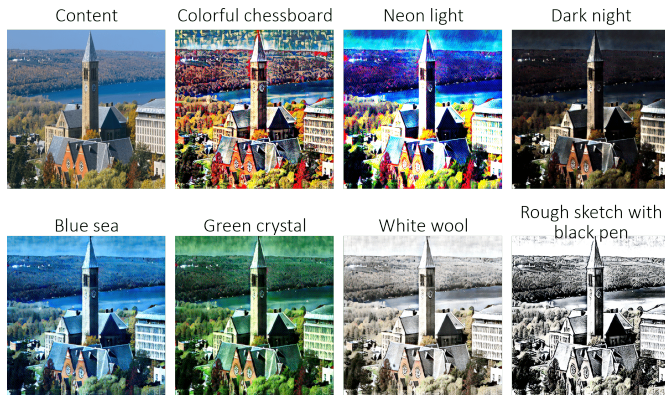 Content
Colorful chessboard
Neon light
Dark night
Blue sea
Green crystal
White wool
Rough sketch with
black pen